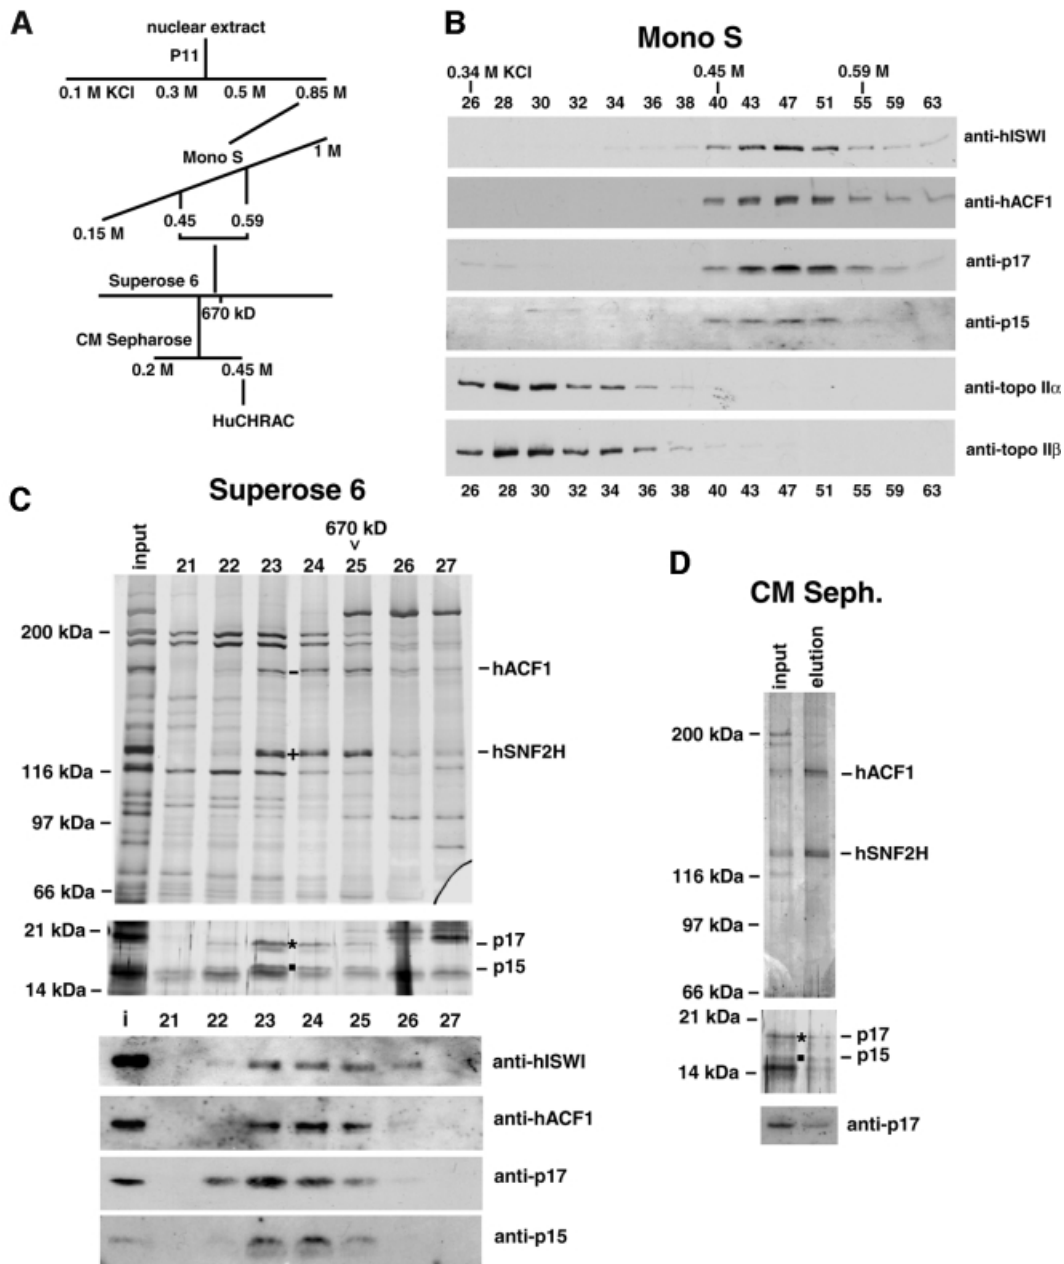 A
nuclear extract
P11
0.1 M KCl 0.3 M 0.5 M 0.85 M
Mono S
1 M
0.45 0.59
0.15 M
Superose 6
670 kD
CM Sepharose
0.2 M 0.45 M
HuCHRAC
B
Mono S
0.34 M KCl 0.45 M 0.59 M
26 28 30 32 34 36 38 40 43 47 51 55 59 63
anti-hISWI
anti-hACF1
anti-p17
anti-p15
anti-topo IIα
anti-topo IIβ
26 28 30 32 34 36 38 40 43 47 51 55 59 63
C
Superose 6
670 kD
input 21 22 23 24 25 26 27
200 kDa
hACF1
hSNF2H
116 kDa
97 kDa
66 kDa
21 kDa
p17
p15
14 kDa
i 21 22 23 24 25 26 27
anti-hISWI
anti-hACF1
anti-p17
anti-p15
D
CM Seph.
input elution
200 kDa
hACF1
hSNF2H
116 kDa
97 kDa
66 kDa
21 kDa
p17
p15
14 kDa
anti-p17